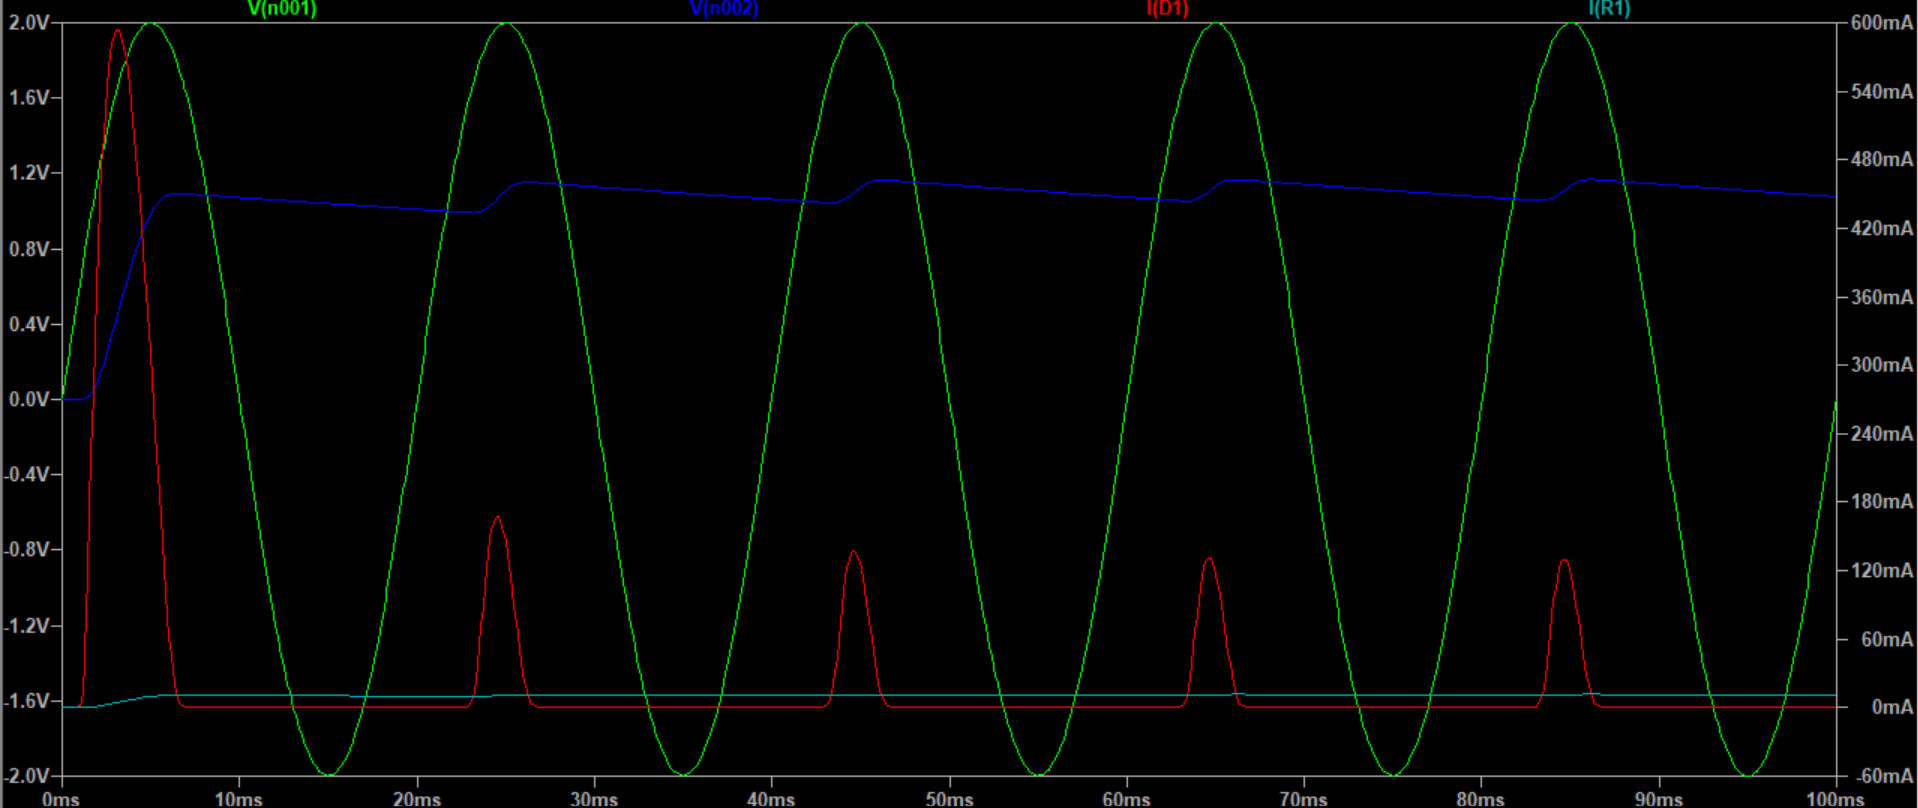 V(n001) V(n002) I(D1) I(R1)
2.0V 600mA
1.6V 540mA
1.2V 480mA
0.8V 420mA
0.4V 360mA
300mA
0.0V
240mA
-0.4V
180mA
-0.8V
120mA
-1.2V
60mA
-1.6V 0mA
-2.0V -60mA
0ms 10ms 20ms 30ms 40ms 50ms 60ms 70ms 80ms 90ms 100ms